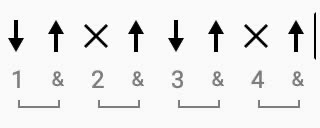 ↓ ↑ × ↑ ↓ ↑ × ↑
1 & 2 & 3 & 4 &